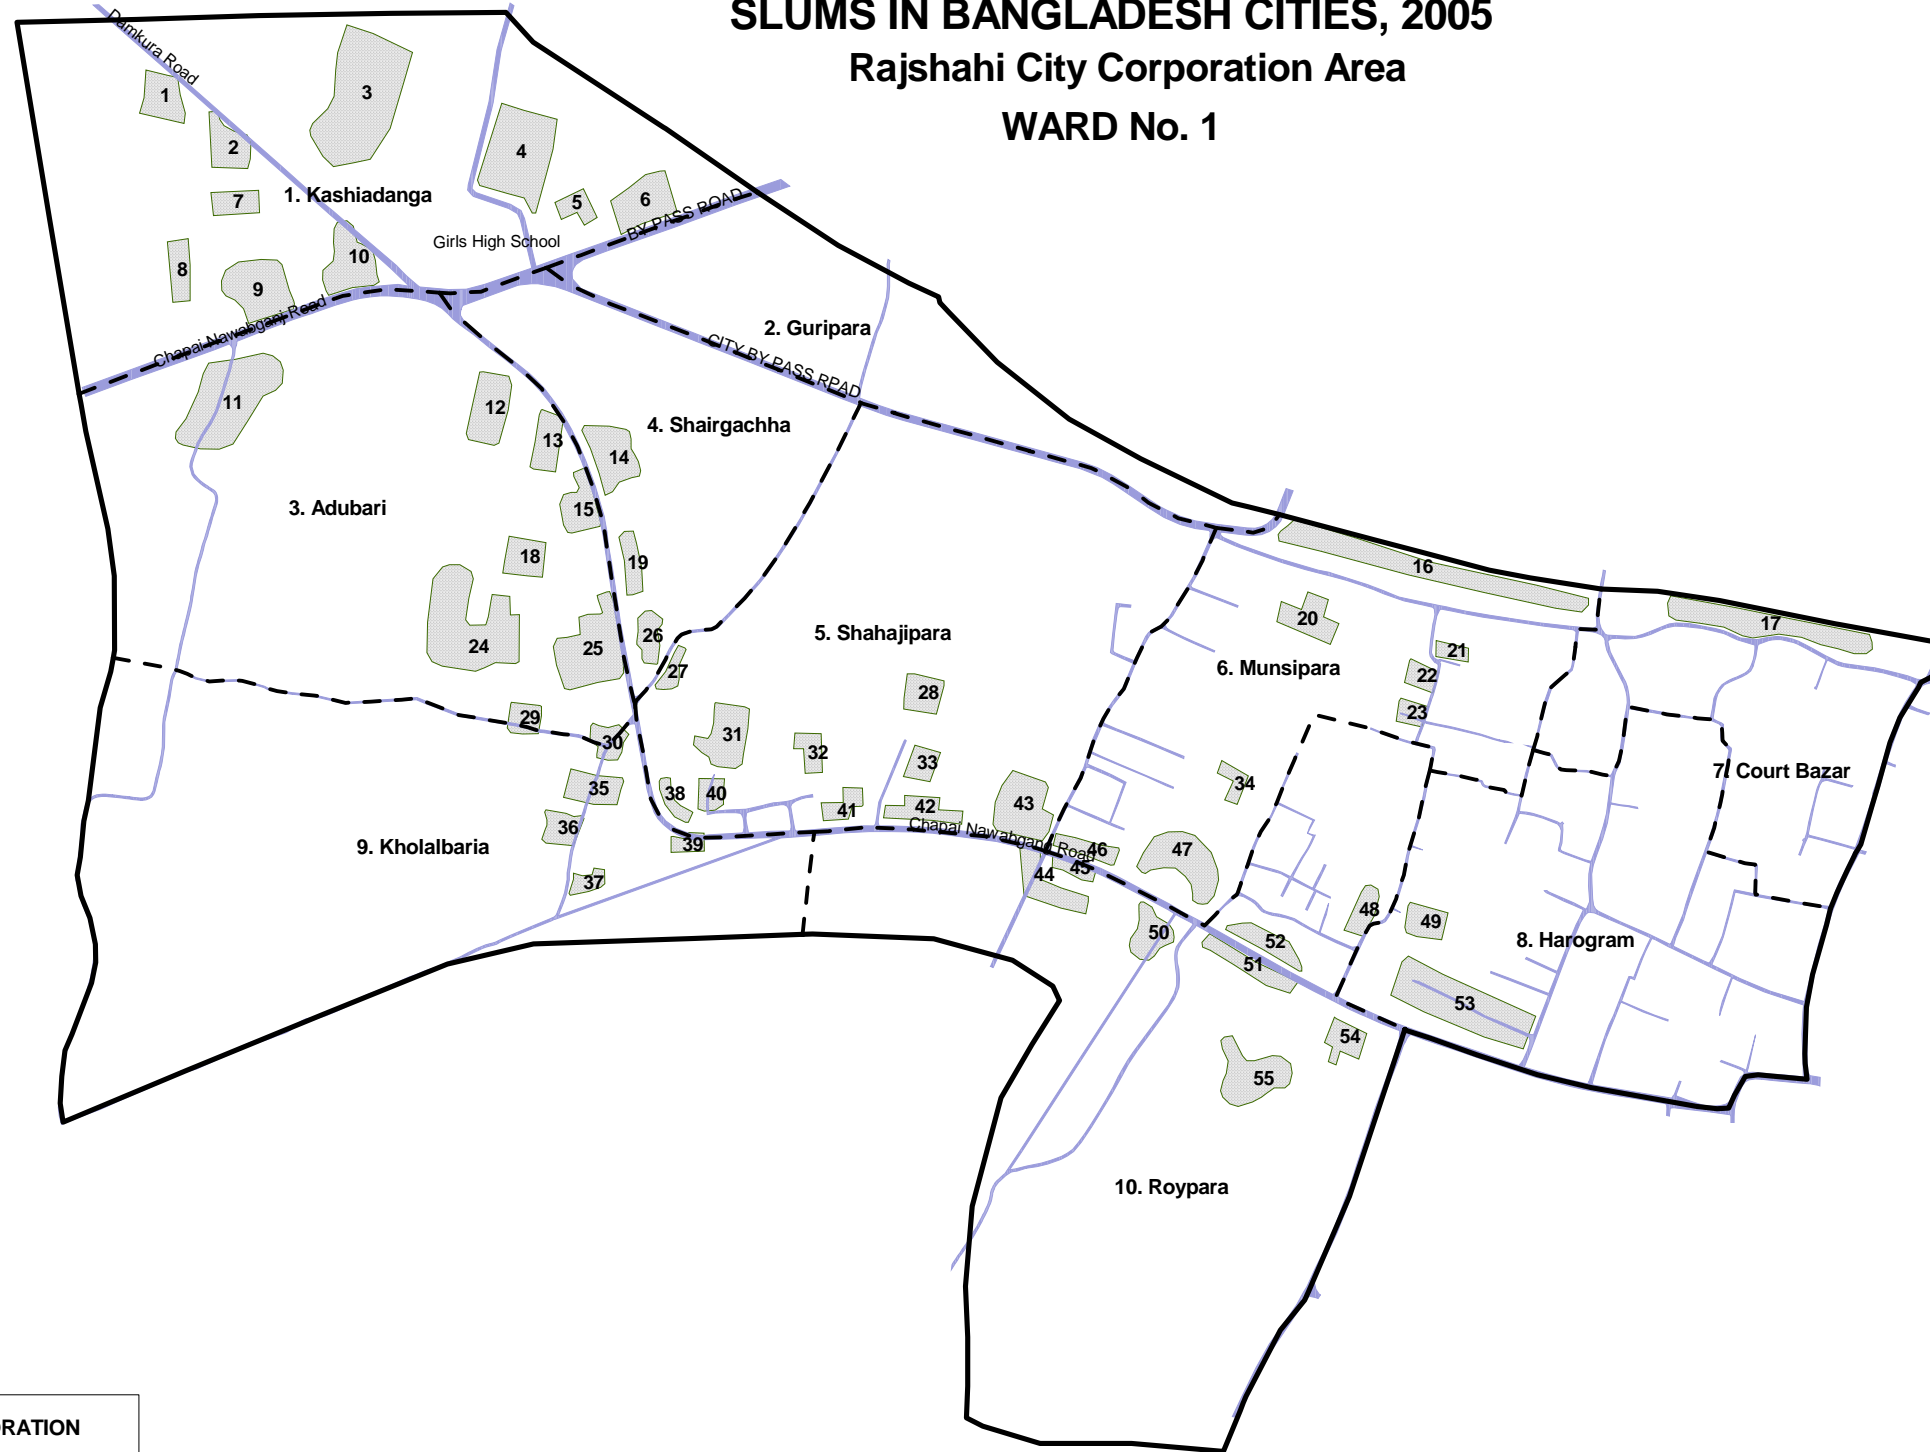 SLUMS IN BANGLADESH CITIES, 2005
Rajshahi City Corporation Area
WARD No. 1
Damkura Road
1
2
3
4
5
6
7
1. Kashiadanga
BY PASS ROAD
Girls High School
8
9
10
Chapai Nawabganj Road
2. Guripara
CITY BY PASS RPAD
11
12
13
4. Shairgachha
14
3. Adubari
15
18
19
16
17
20
24
25
26
27
5. Shahajipara
6. Munsipara
21
22
23
28
29
30
31
32
33
34
7. Court Bazar
35
36
37
38
39
40
41
42
43
Chapai Nawabgang Road
9. Kholalbaria
44
45
46
47
48
49
8. Harogram
50
51
52
53
54
55
10. Roypara
RATION